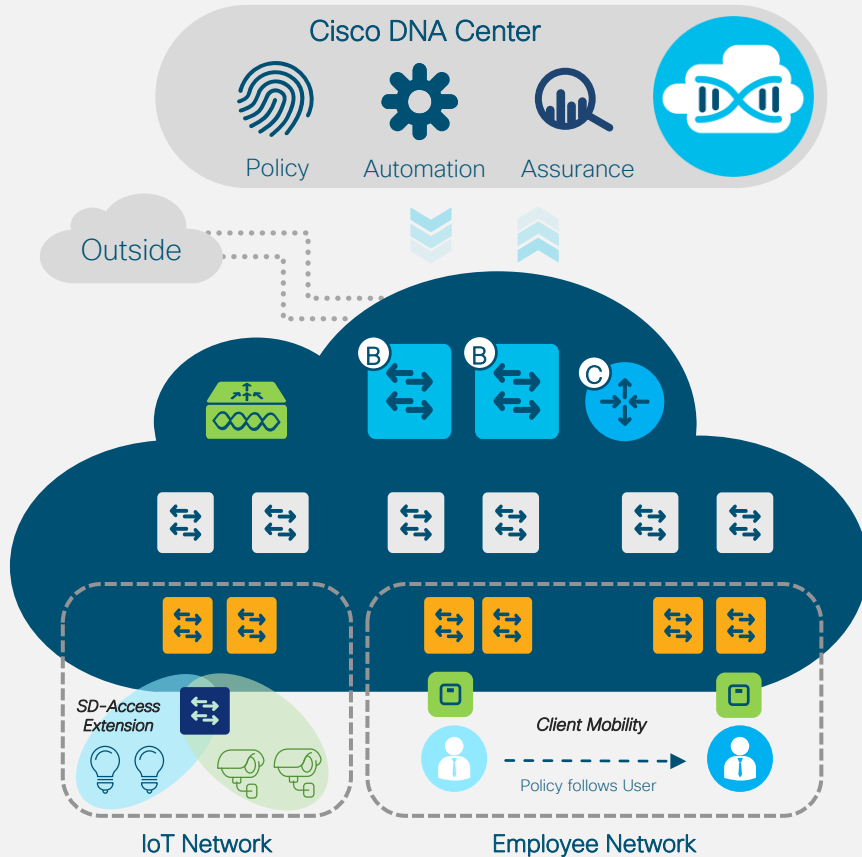 Cisco DNA Center
Policy
Automation
Assurance
Outside
B
B
C
SD-Access
Extension
Client Mobility
Policy follows User
IoT Network
Employee Network